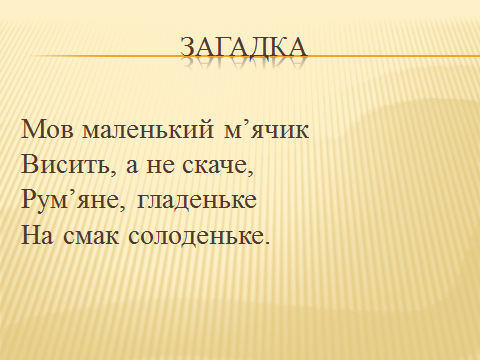 ЗАГАДКА
Мов маленький м’ячик
Висить, а не скаче,
Рум’яне, гладеньке
На смак солоденьке.